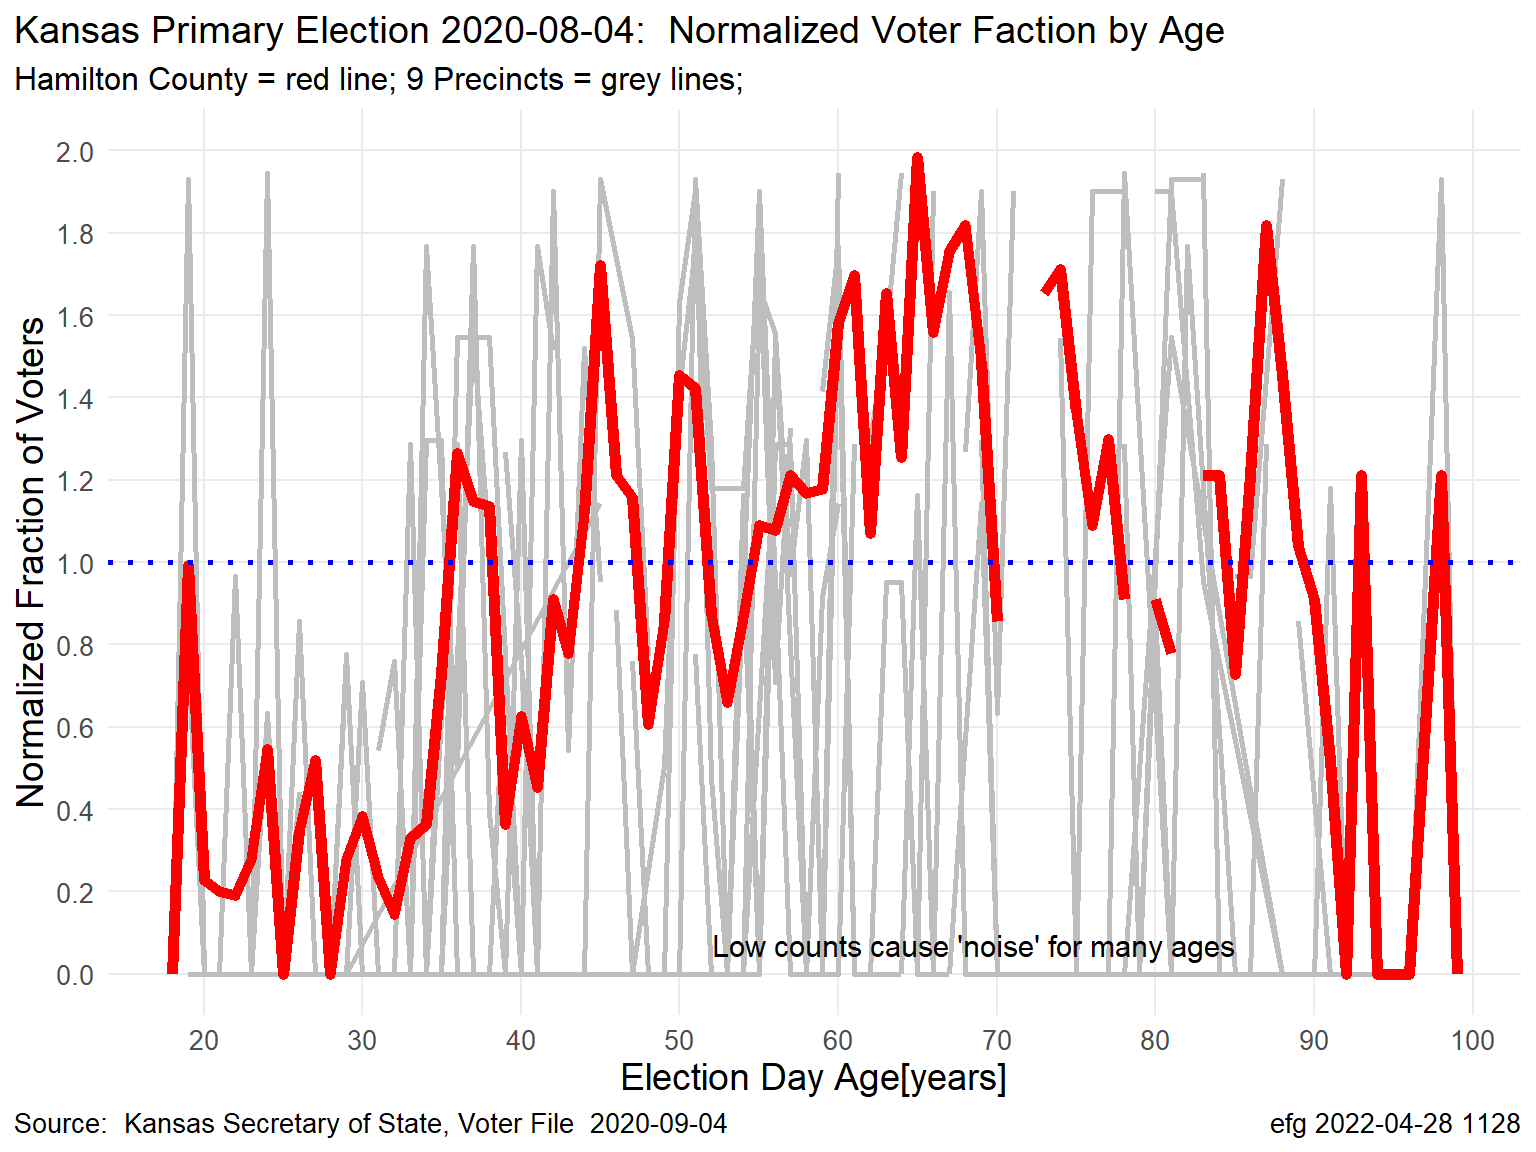 Kansas Primary Election 2020-08-04:  Normalized Voter Faction by Age
Hamilton County = red line; 9 Precincts = grey lines;
Normalized Fraction of Voters
2.0
1.8
1.6
1.4
1.2
1.0
0.8
0.6
0.4
0.2
0.0
Low counts cause 'noise' for many ages
20 30 40 50 60 70 80 90 100
Election Day Age[years]
Source:  Kansas Secretary of State, Voter File  2020-09-04
efg 2022-04-28 1128